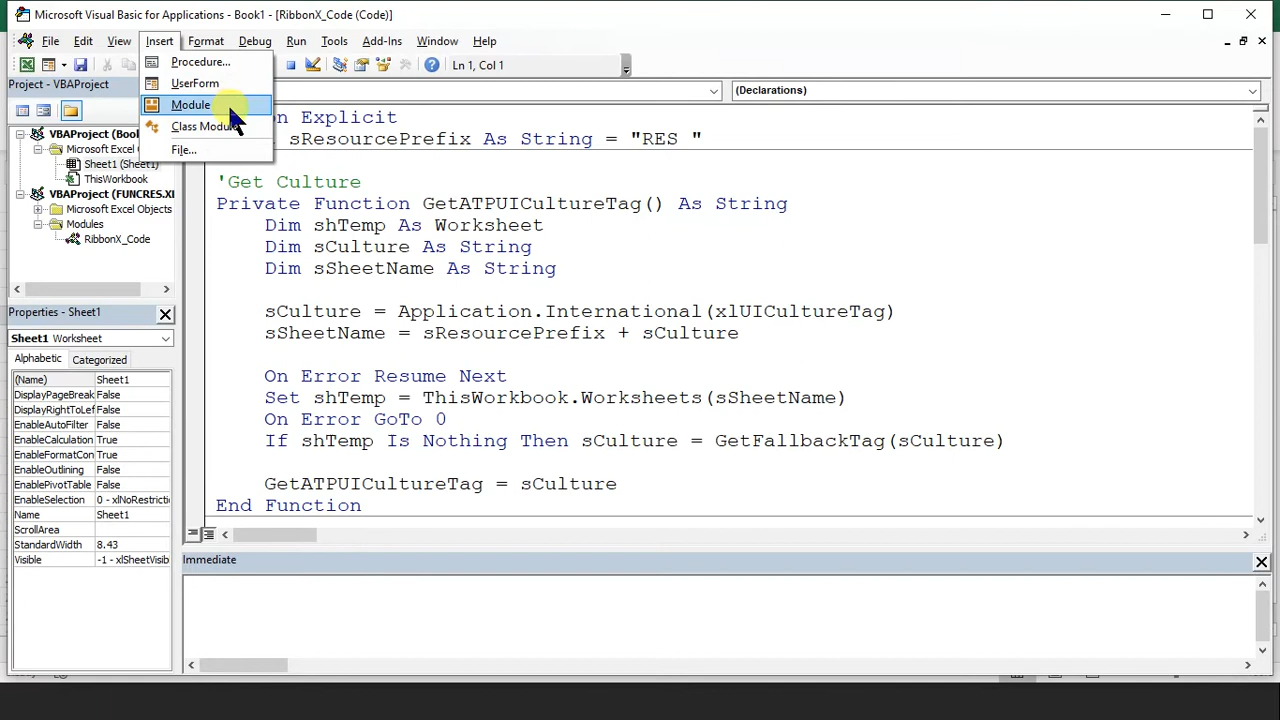 Microsoft Visual Basic for Applications - Book1 - [RibbonX_Code (Code)]
File Edit View Insert Format Debug Run Tools Add-Ins Window Help
Ln 1, Col 1
Project - VBAProject
Procedure...
UserForm
Module
Class Module
File...
(Declarations)
VBAProject (Boo
Microsoft Excel O
Sheet1 (Sheet1)
ThisWorkbook
VBAProject (FUNCRES.XL
Microsoft Excel Objects
Modules
RibbonX_Code
n Explicit
sResourcePrefix As String = "RES "
'Get Culture
Private Function GetATPUICultureTag() As String
Dim shTemp As Worksheet
Dim sCulture As String
Dim sSheetName As String
sCulture = Application.International(xlUICultureTag)
sSheetName = sResourcePrefix + sCulture
On Error Resume Next
Set shTemp = ThisWorkbook.Worksheets(sSheetName)
On Error GoTo 0
If shTemp Is Nothing Then sCulture = GetFallbackTag(sCulture)
GetATPUICultureTag = sCulture
End Function
Properties - Sheet1
Sheet1 Worksheet
Alphabetic Categorized
(Name) Sheet1
DisplayPageBreak False
DisplayRightToLef False
EnableAutoFilter False
EnableCalculation True
EnableFormatCon True
EnableOutlining False
EnablePivotTable False
EnableSelection 0 - xlNoRestricti
Name Sheet1
ScrollArea
StandardWidth 8.43
Visible -1 - xlSheetVisib
Immediate